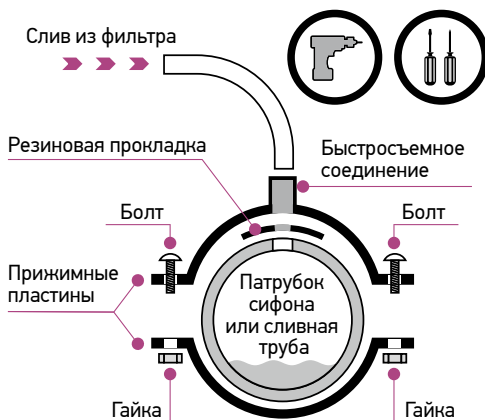 Слив из фильтра
Резиновая прокладка
Быстросъемное
соединение
Болт
Болт
Прижимные
пластины
Патрубок
сифона
или сливная
труба
Гайка
Гайка